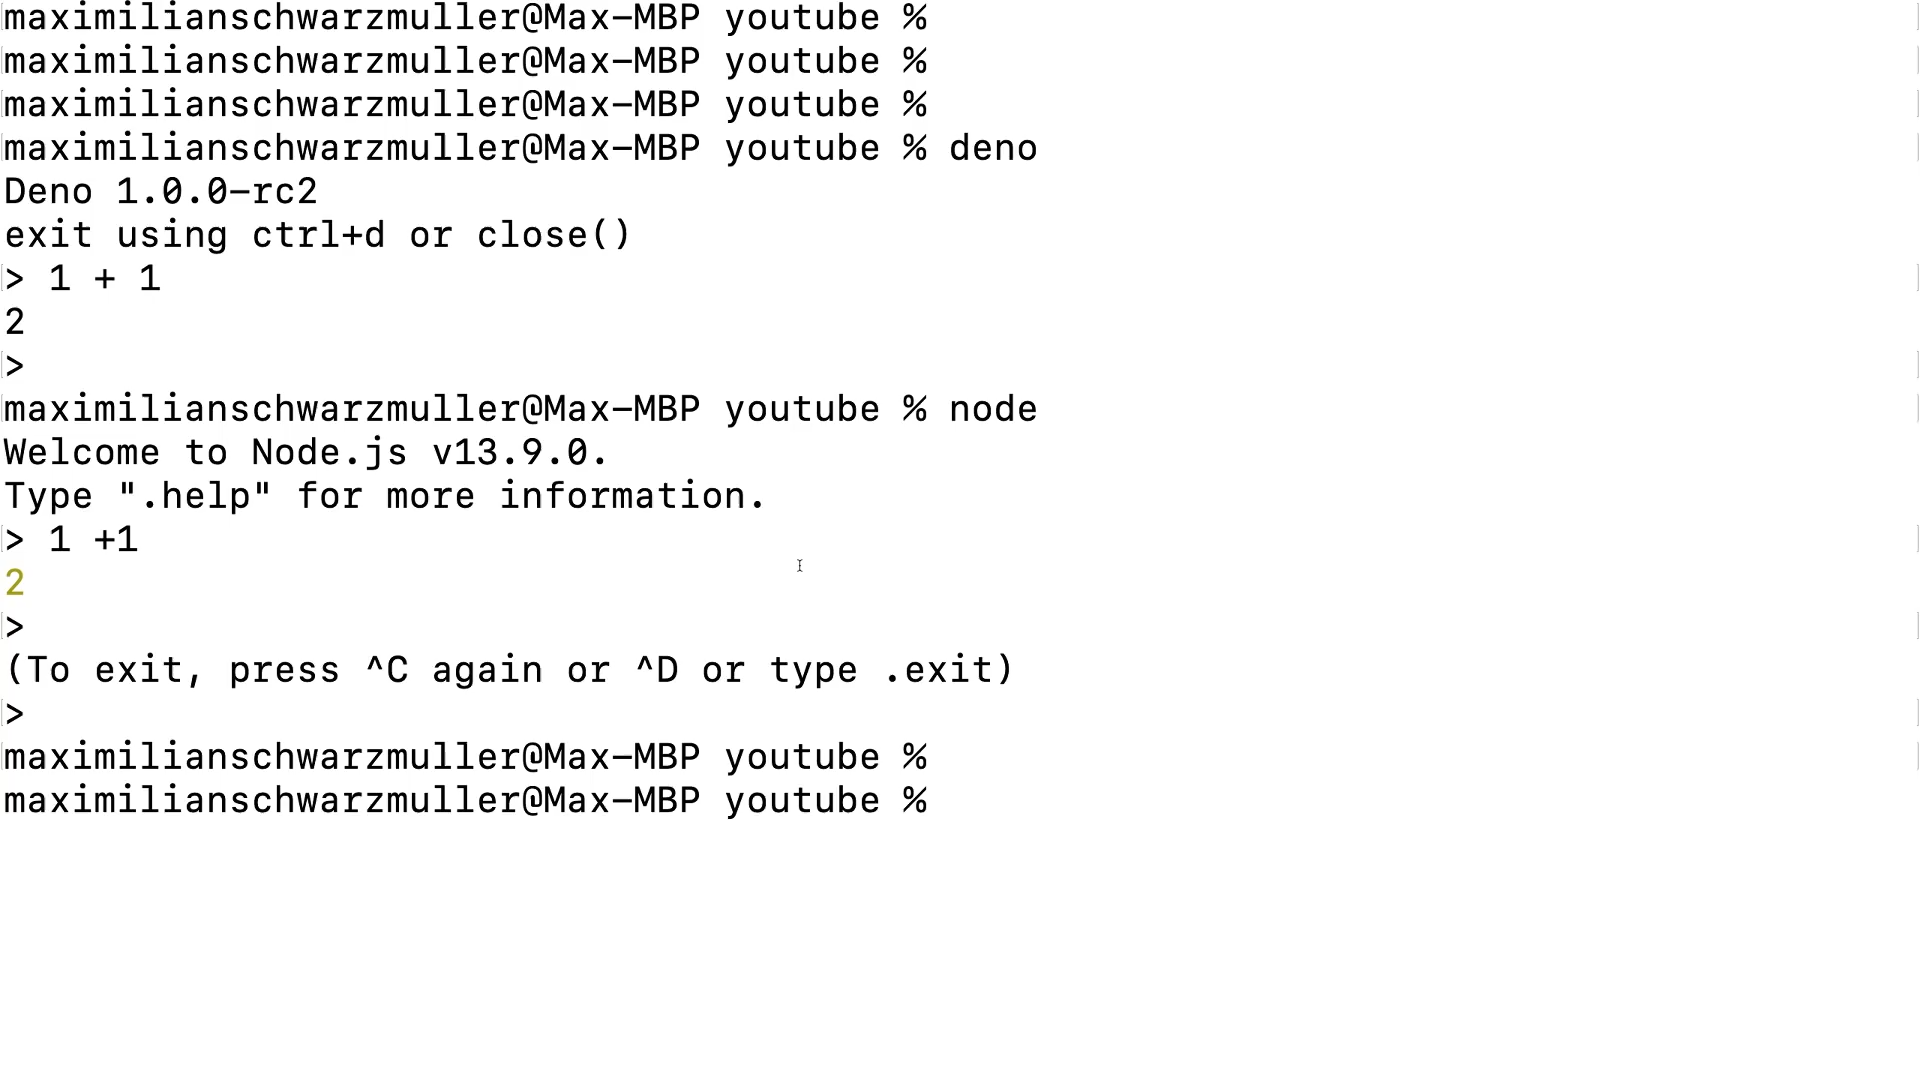 maximilianschwarzmuller@Max-MBP youtube %
maximilianschwarzmuller@Max-MBP youtube %
maximilianschwarzmuller@Max-MBP youtube %
maximilianschwarzmuller@Max-MBP youtube % deno
Deno 1.0.0-rc2
exit using ctrl+d or close()
> 1 + 1
2
>
maximilianschwarzmuller@Max-MBP youtube % node
Welcome to Node.js v13.9.0.
Type ".help" for more information.
> 1 +1
2
>
(To exit, press ^C again or ^D or type .exit)
>
maximilianschwarzmuller@Max-MBP youtube %
maximilianschwarzmuller@Max-MBP youtube %